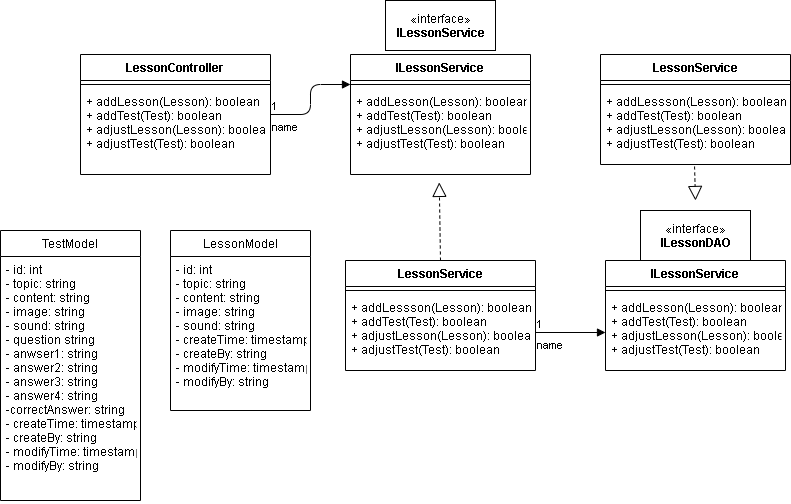 «interface»
ILessonService
LessonController
+ addLesson(Lesson): boolean
+ addTest(Test): boolean
+ adjustLesson(Lesson): boolea
+ adjustTest(Test): boolean
1
name
ILessonService
+ addLesson(Lesson): boolean
+ addTest(Test): boolean
+ adjustLesson(Lesson): boole
+ adjustTest(Test): boolean
LessonService
+ addLessson(Lesson): boolean
+ addTest(Test): boolean
+ adjustLesson(Lesson): boolea
+ adjustTest(Test): boolean
«interface»
ILessonDAO
TestModel
- id: int
- topic: string
- content: string
- image: string
- sound: string
- question: string
- anwser1: string
- answer2: string
- answer3: string
- answer4: string
-correctAnswer: string
- createTime: timestamp
- createBy: string
- modifyTime: timestamp
- modifyBy: string
LessonModel
- id: int
- topic: string
- content: string
- image: string
- sound: string
- createTime: timestamp
- createBy: string
- modifyTime: timestamp
- modifyBy: string
LessonService
+ addLessson(Lesson): boolean
+ addTest(Test): boolean
+ adjustLesson(Lesson): boolea
+ adjustTest(Test): boolean
1
name
ILessonService
+ addLesson(Lesson): boolean
+ addTest(Test): boolean
+ adjustLesson(Lesson): boolea
+ adjustTest(Test): boolean